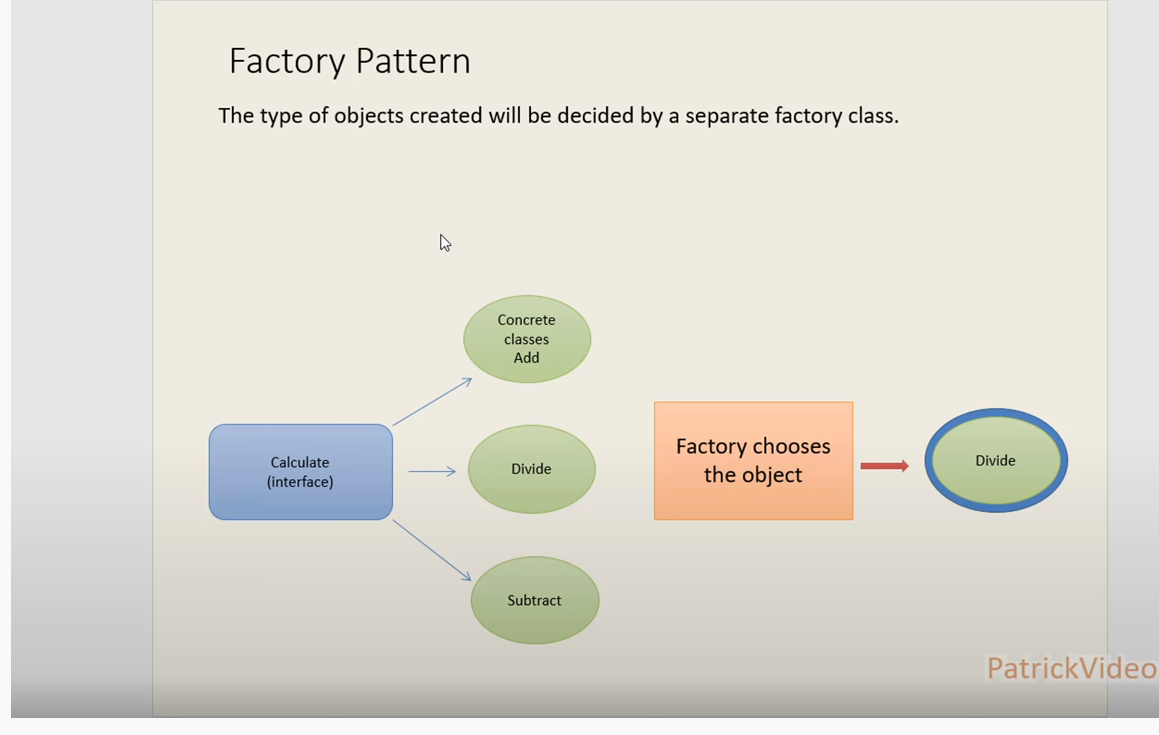 Factory Pattern
The type of objects created will be decided by a separate factory class.
Concrete
classes
Add
Calculate
(interface)
Divide
Subtract
Factory chooses
the object
Divide
PatrickVideo